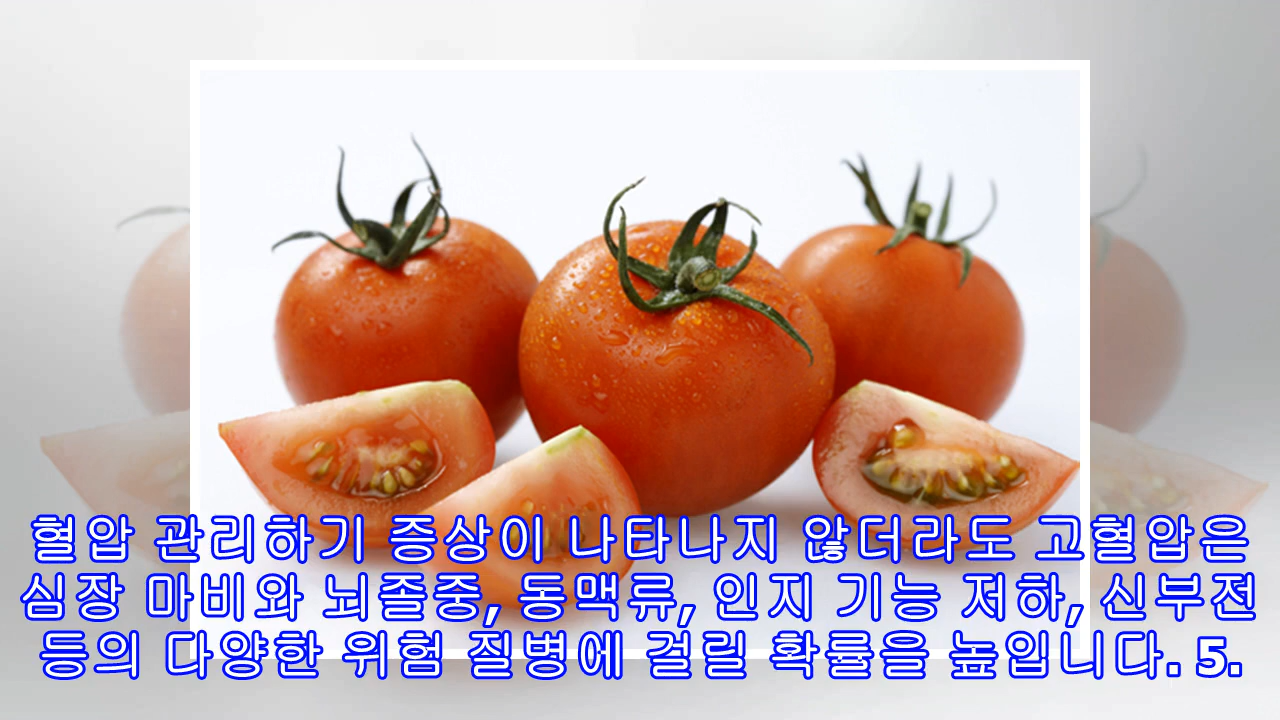 혈압 관리하기 증상이 나타나지 않더라도 고혈압은
심장 마비와 뇌졸중, 동맥류, 인지 기능 저하, 신부전
등의 다양한 위험 질병에 걸릴 확률을 높입니다. 5.